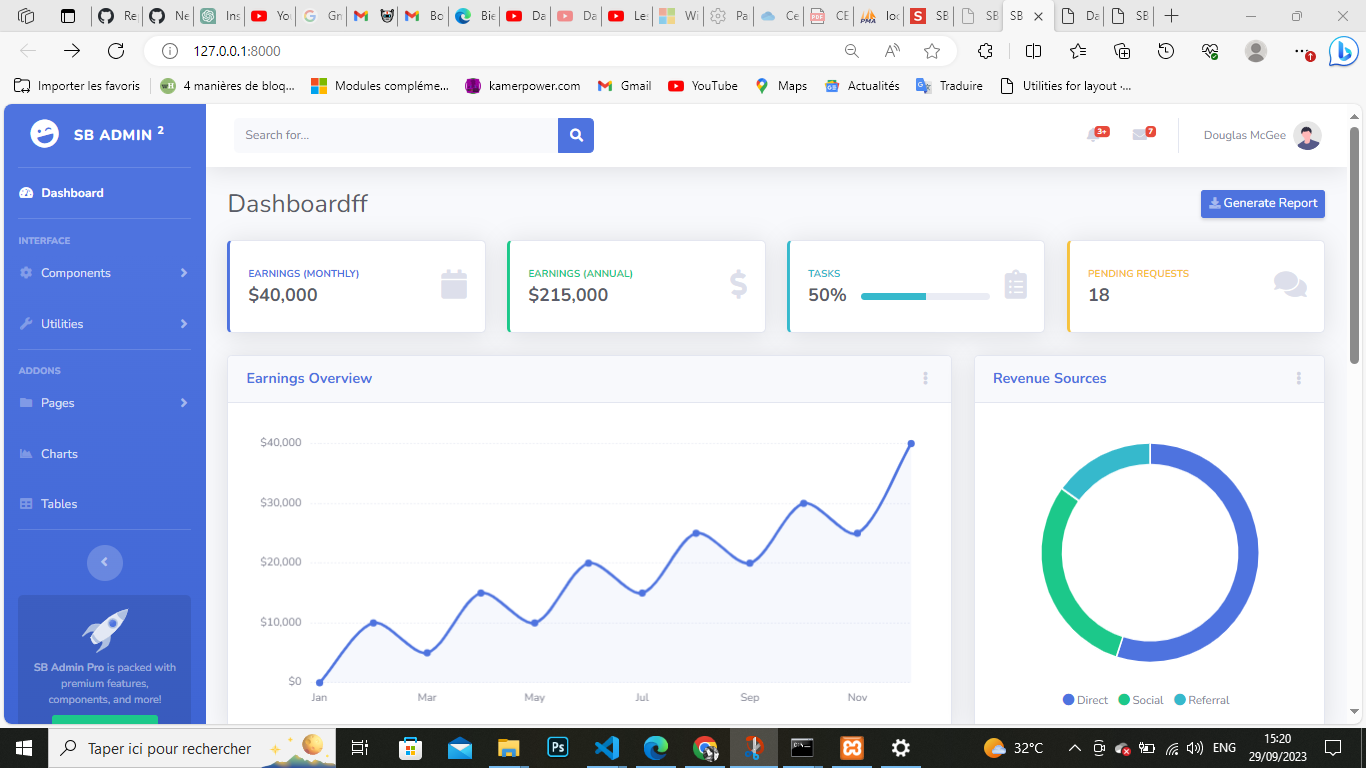 Re
Ne
Ins
Yo
Gn
M
Bo
Bie
Da
Da
Le
Wi
Pa
Ce
CE
loc
SB
SB
SB
Da
SB
127.0.0.1:8000
Importer les favoris
4 manières de bloq...
Modules compléme...
kamerpower.com
Gmail
YouTube
Maps
Actualités
Traduire
Utilities for layout ·...
SB ADMIN 2
Search for...
3+
7
Douglas McGee
Dashboard
INTERFACE
Components
Utilities
ADDONS
Pages
Charts
Tables
SB Admin Pro is packed with
premium features,
components, and more!
Dashboardff
Generate Report
EARNINGS (MONTHLY)
$40,000
EARNINGS (ANNUAL)
$215,000
TASKS
50%
PENDING REQUESTS
18
Earnings Overview
$40,000
$30,000
$20,000
$10,000
$0
Jan Mar May Jul Sep Nov
Revenue Sources
Direct Social Referral
Taper ici pour rechercher
Ps
32°C
ENG
15:20
29/09/2023